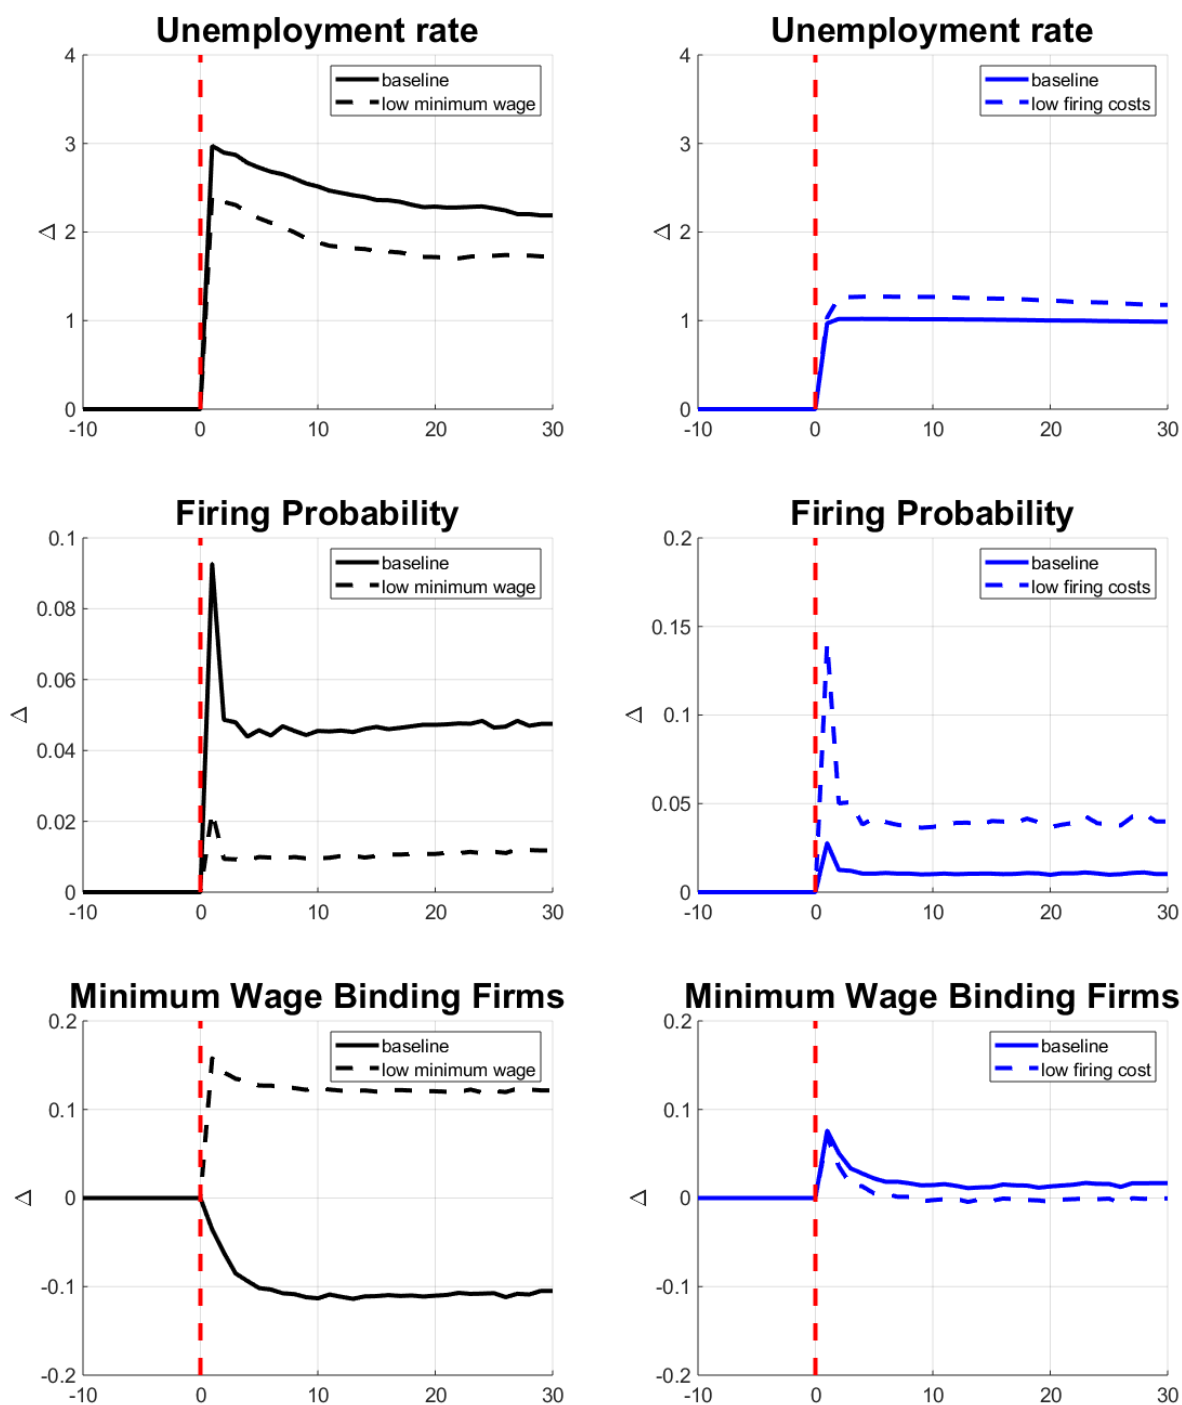 Unemployment rate
4
3
2
1
0
-10 0 10 20 30
Δ
baseline
low minimum wage
Unemployment rate
4
3
2
1
0
-10 0 10 20 30
Δ
baseline
low firing costs
Firing Probability
0.1
0.08
0.06
0.04
0.02
0
-10 0 10 20 30
Δ
baseline
low minimum wage
Firing Probability
0.2
0.15
0.1
0.05
0
-10 0 10 20 30
Δ
baseline
low firing costs
Minimum Wage Binding Firms
0.2
0.1
0
-0.1
-0.2
-10 0 10 20 30
Δ
baseline
low minimum wage
Minimum Wage Binding Firms
0.2
0.1
0
-0.1
-0.2
-10 0 10 20 30
Δ
baseline
low firing cost